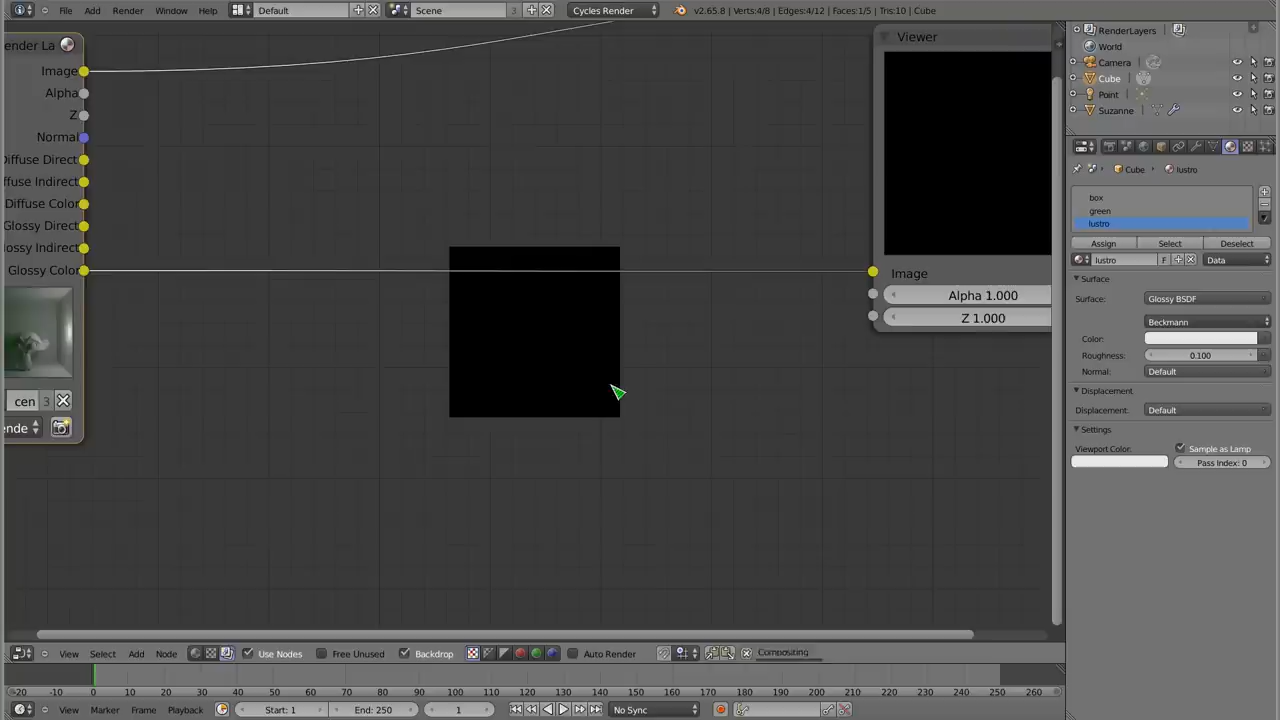 File Add Render Window Help Default Scene 3 Cycles Render v2.65.8 | Verts:4/8 | Edges:4/12 | Faces:1/5 | Tris:10 | Cube
RenderLayers
World
Camera
Cube
Point
Suzanne
ender La
Image
Alpha
Z
Normal
Diffuse Direct
ffuse Indirect
Diffuse Color
Glossy Direct
lossy Indirect
Glossy Color
cen 3
nde
Viewer
Image
Alpha 1.000
Z 1.000
Cube lustro
box
green
lustro
Assign Select Deselect
lustro F Data
Surface
Surface: Glossy BSDF
Beckmann
Color:
Roughness: 0.100
Normal: Default
Displacement
Displacement: Default
Settings
Viewport Color: Sample as Lamp
Pass Index: 0
View Select Add Node Use Nodes Free Unused Backdrop Auto Render Compositing
-20 -10 0 10 20 30 40 50 60 70 80 90 100 110 120 130 140 150 160 170 180 190 200 210 220 230 240 250 260
View Marker Frame Playback Start: 1 End: 250 1 No Sync